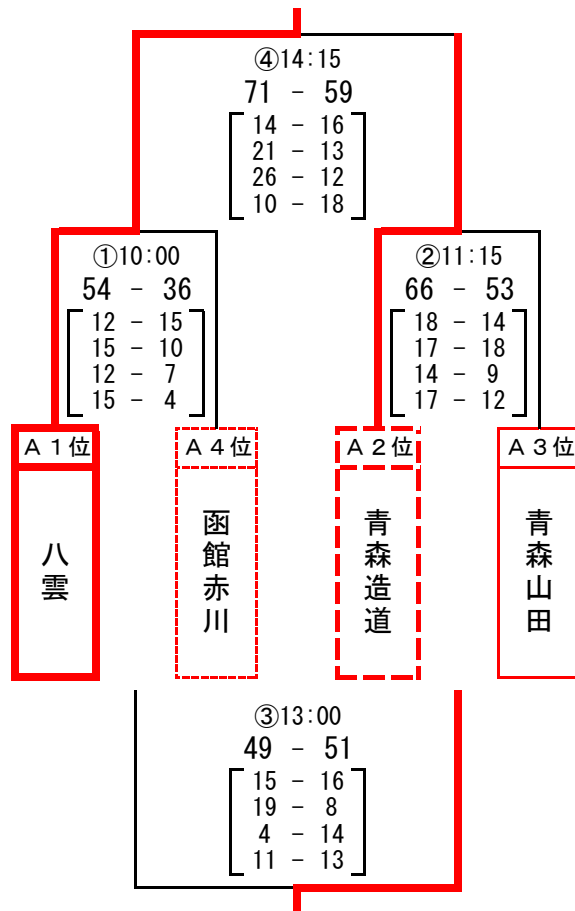 ④14:15
71 - 59
14 - 16
21 - 13
26 - 12
10 - 18
①10:00
54 - 36
12 - 15
15 - 10
12 - 7
15 - 4
②11:15
66 - 53
18 - 14
17 - 18
14 - 9
17 - 12
A1位
A4位
A2位
A3位
八雲
函館赤川
青森造道
青森山田
③13:00
49 - 51
15 - 16
19 - 8
4 - 14
11 - 13